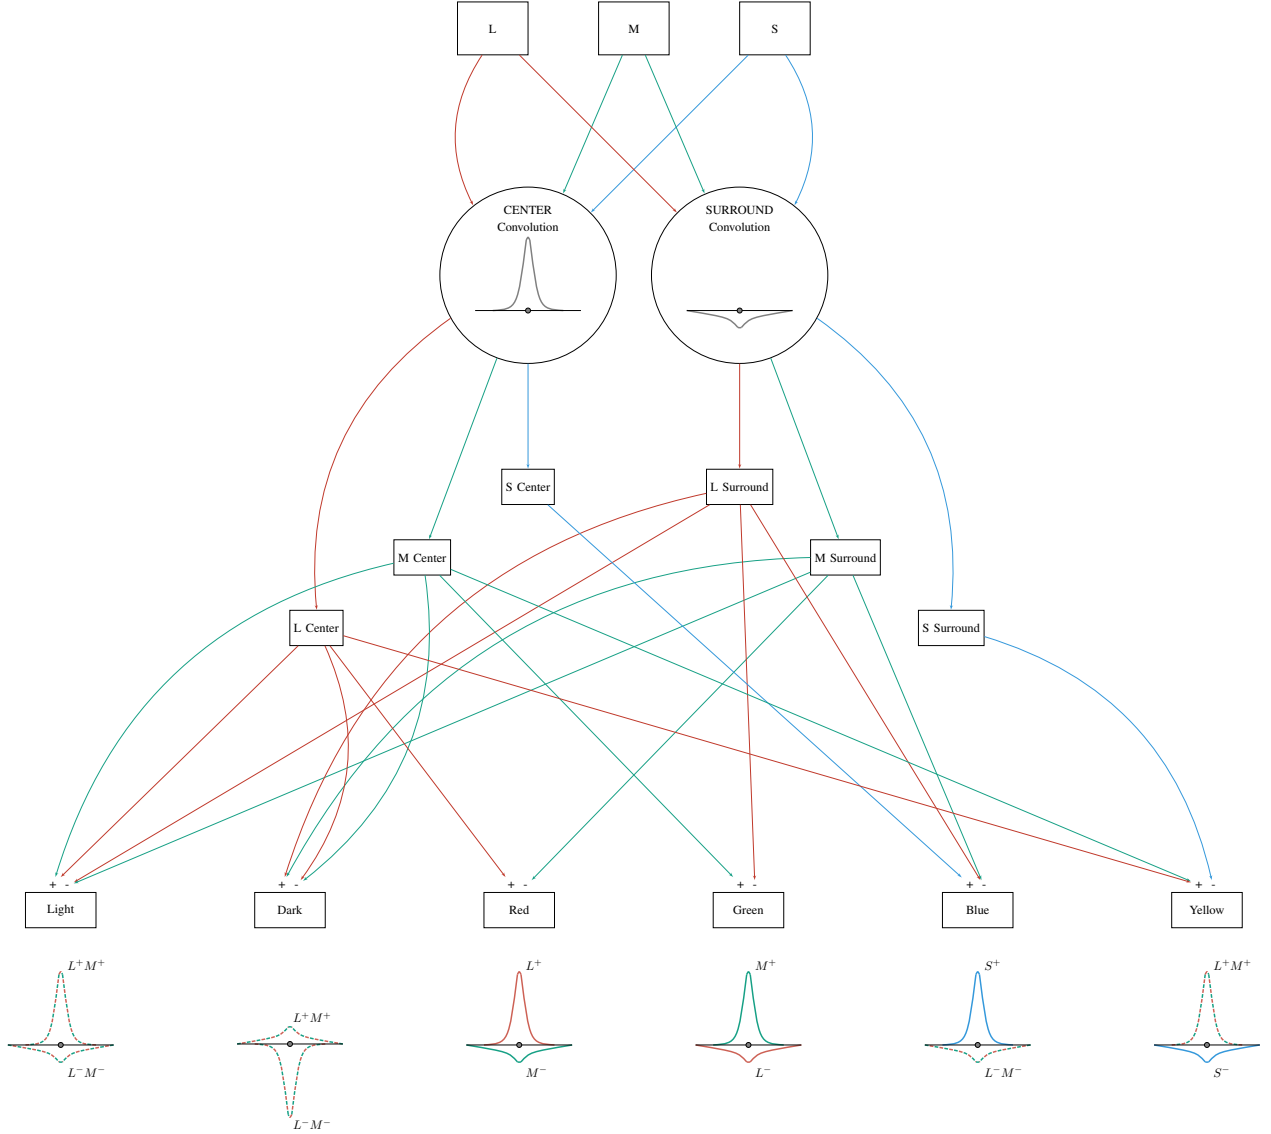 L
M
S
CENTER
Convolution
SURROUND
Convolution
S Center
L Surround
M Center
M Surround
L Center
S Surround
+ -
+ -
+ -
+ -
+ -
+ -
Light
Dark
Red
Green
Blue
Yellow
L⁺M⁺
L⁻M⁻
L⁺M⁺
L⁻M⁻
L⁺
M⁻
M⁺
L⁻
S⁺
L⁻M⁻
L⁺M⁺
S⁻